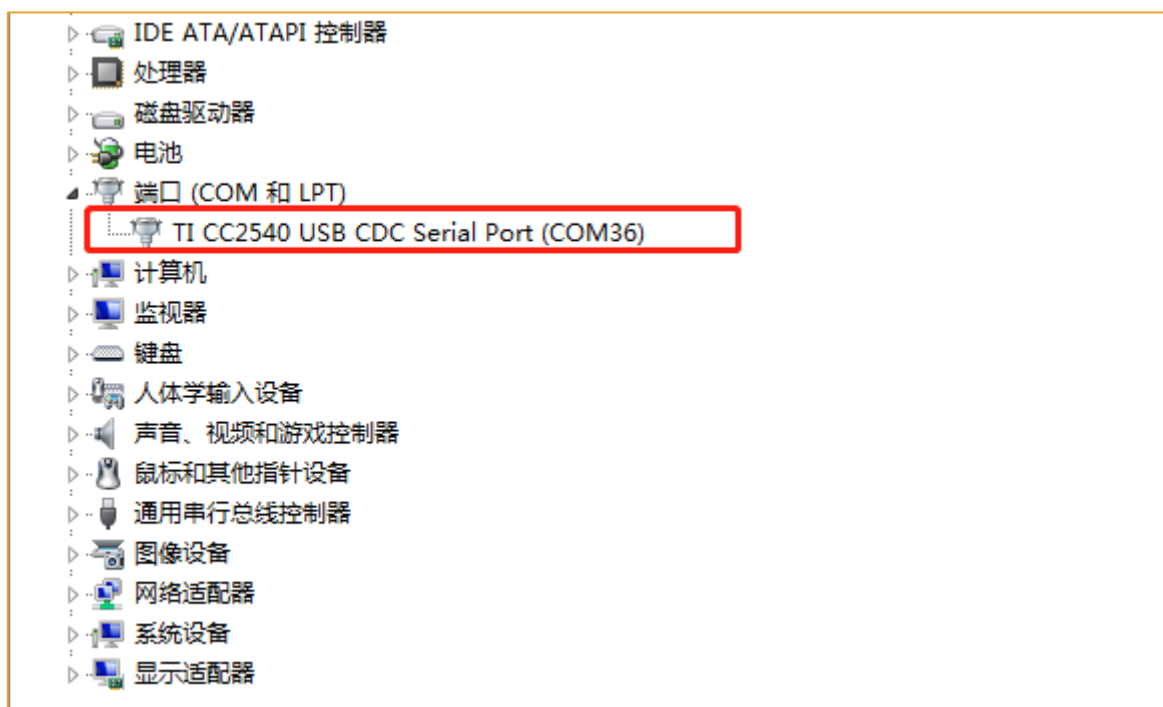 IDE ATA/ATAPI 控制器
处理器
磁盘驱动器
电池
端口 (COM 和 LPT)
TI CC2540 USB CDC Serial Port (COM36)
计算机
监视器
键盘
人体学输入设备
声音、视频和游戏控制器
鼠标和其他指针设备
通用串行总线控制器
图像设备
网络适配器
系统设备
显示适配器